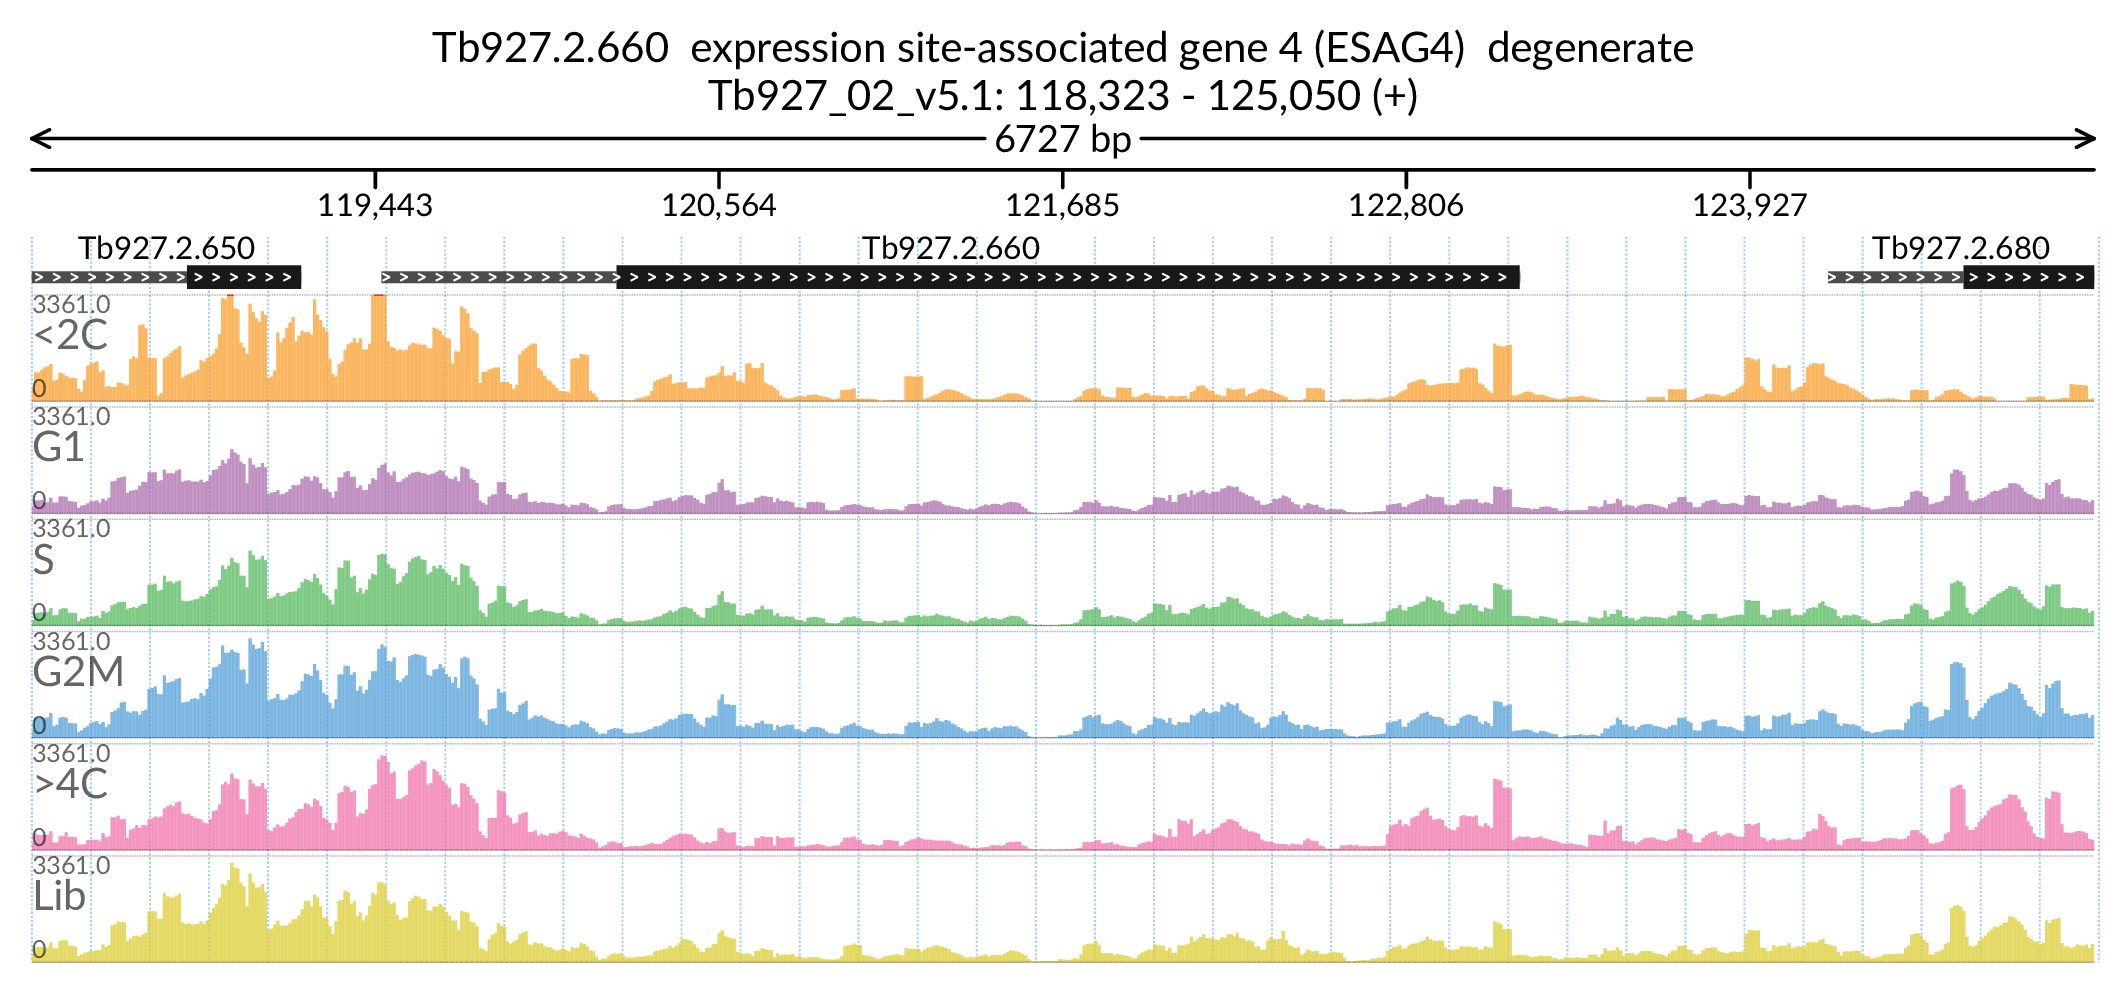 Tb927.2.660  expression site-associated gene 4 (ESAG4)  degenerate
Tb927_02_v5.1: 118,323 - 125,050 (+)
6727 bp
119,443 120,564 121,685 122,806 123,927
Tb927.2.650 Tb927.2.660 Tb927.2.680
3361.0
<2C
0
3361.0
G1
0
3361.0
S
0
3361.0
G2M
0
3361.0
>4C
0
3361.0
Lib
0